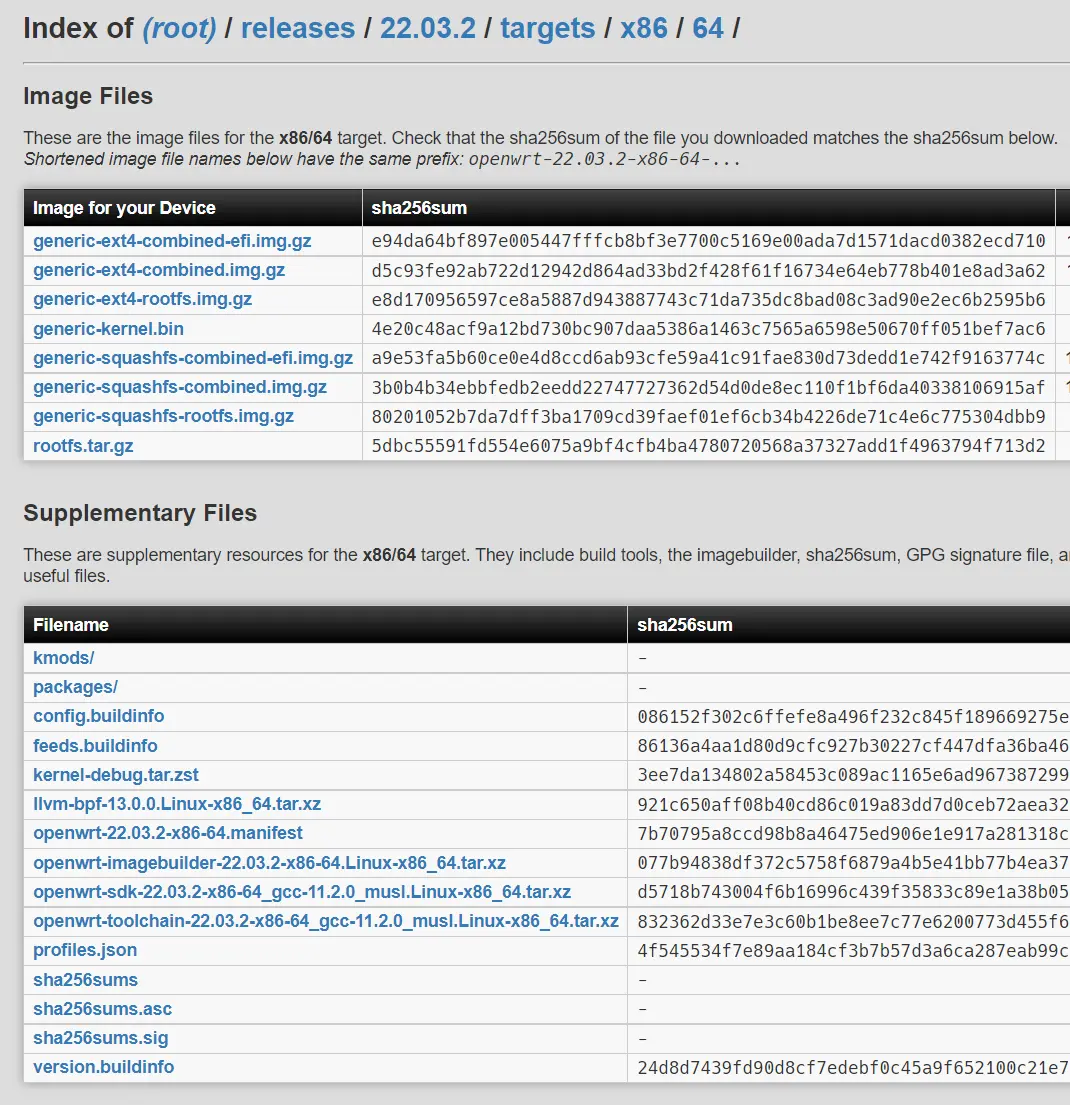 Index of (root) / releases / 22.03.2 / targets / x86 / 64 /
Image Files
These are the image files for the x86/64 target. Check that the sha256sum of the file you downloaded matches the sha256sum below.
Shortened image file names below have the same prefix: openwrt-22.03.2-x86-64-...
Image for your Device sha256sum
generic-ext4-combined-efi.img.gz e94da64bf897e005447fffcb8bf3e7700c5169e00ada7d1571dacd0382ecd710
generic-ext4-combined.img.gz d5c93fe92ab722d12942d864ad33bd2f428f61f16734e64eb778b401e8ad3a62
generic-ext4-rootfs.img.gz e8d170956597ce8a5887d943887743c71da735dc8bad08c3ad90e2ec6b2595b6
generic-kernel.bin 4e20c48acf9a12bd730bc907daa5386a1463c7565a6598e50670ff051bef7ac6
generic-squashfs-combined-efi.img.gz a9e53fa5b60ce0e4d8ccd6ab93cfe59a41c91fae830d73dedd1e742f9163774c
generic-squashfs-combined.img.gz 3b0b4b34ebbfedb2eedd22747727362d54d0de8ec110f1bf6da40338106915af
generic-squashfs-rootfs.img.gz 80201052b7da7dff3ba1709cd39faef01ef6cb34b4226de71c4e6c775304dbb9
rootfs.tar.gz 5dbc55591fd554e6075a9bf4cfb4ba4780720568a37327add1f4963794f713d2
Supplementary Files
These are supplementary resources for the x86/64 target. They include build tools, the imagebuilder, sha256sum, GPG signature file, a
useful files.
Filename sha256sum
kmods/ -
packages/ -
config.buildinfo 086152f302c6ffefe8a496f232c845f189669275e
feeds.buildinfo 86136a4aa1d80d9cfc927b30227cf447dfa36ba46
kernel-debug.tar.zst 3ee7da134802a58453c089ac1165e6ad967387299
llvm-bpf-13.0.0.Linux-x86_64.tar.xz 921c650aff08b40cd86c019a83dd7d0ceb72aea32
openwrt-22.03.2-x86-64.manifest 7b70795a8ccd98b8a46475ed906e1e917a281318c
openwrt-imagebuilder-22.03.2-x86-64.Linux-x86_64.tar.xz 077b94838df372c5758f6879a4b5e41bb77b4ea37
openwrt-sdk-22.03.2-x86-64_gcc-11.2.0_musl.Linux-x86_64.tar.xz d5718b743004f6b16996c439f35833c89e1a38b05
openwrt-toolchain-22.03.2-x86-64_gcc-11.2.0_musl.Linux-x86_64.tar.xz 832362d33e7e3c60b1be8ee7c77e6200773d455f6
profiles.json 4f545534f7e89aa184cf3b7b57d3a6ca287eab99c
sha256sums -
sha256sums.asc -
sha256sums.sig -
version.buildinfo 24d8d7439fd90d8cf7edebf0c45a9f652100c21e7